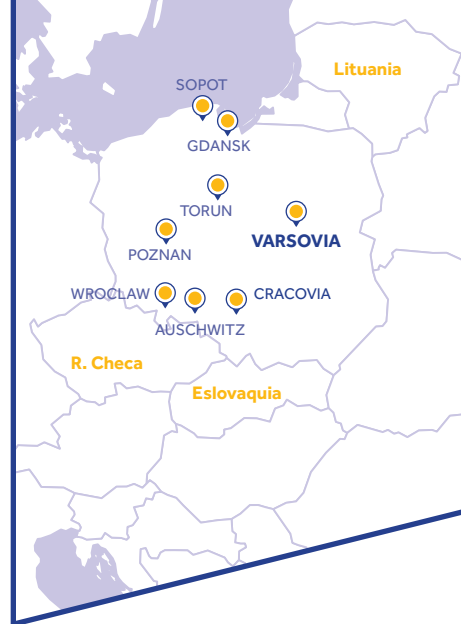 Lituania
SOPOT
GDANSK
TORUN
VARSOVIA
POZNAN
WROCLAW
CRACOVIA
AUSCHWITZ
R. Checa
Eslovaquia